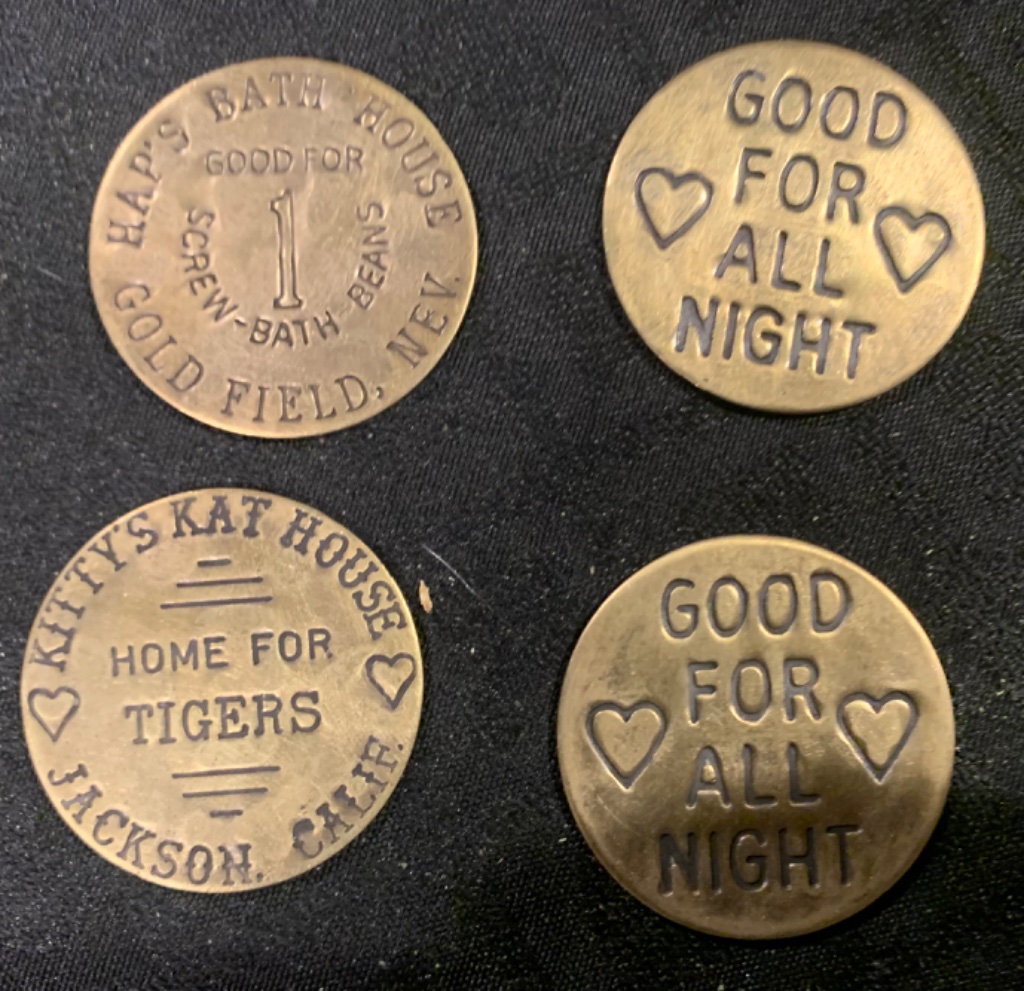 HAP'S BATH HOUSE
GOOD FOR
1
SCREW-BATH BEANS
GOLD FIELD, NEV.
GOOD
FOR
ALL
NIGHT
KITTY'S KAT HOUSE
HOME FOR
TIGERS
JACKSON. CALIF.
GOOD
FOR
ALL
NIGHT